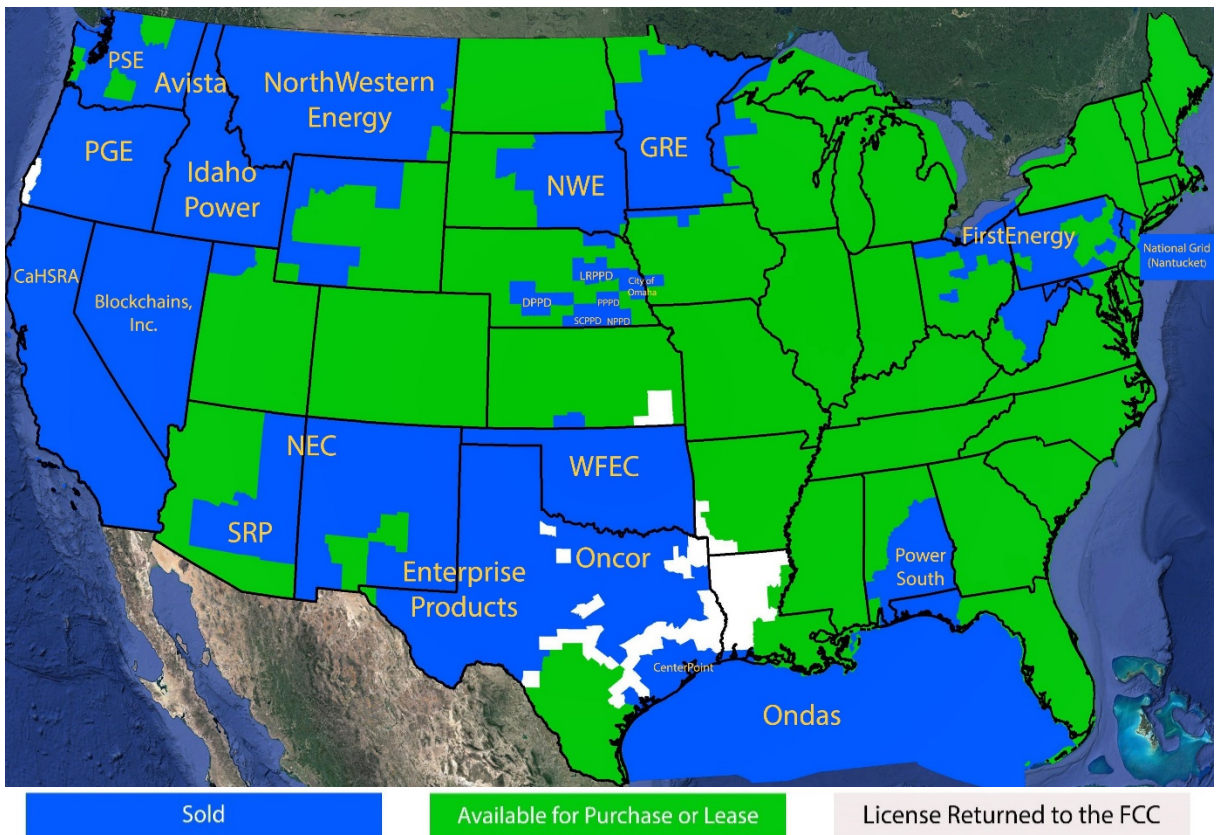 PSE
Avista
NorthWestern
Energy
PGE
Idaho
Power
GRE
NWE
FirstEnergy
National Grid
(Nantucket)
CaHSRA
Blockchains,
Inc.
LRPPD
City of
Omaha
DPPD
PPPD
SCPPD
NPPD
NEC
WFEC
SRP
Oncor
Enterprise
Products
Power
South
CenterPoint
Ondas
Sold
Available for Purchase or Lease
License Returned to the FCC